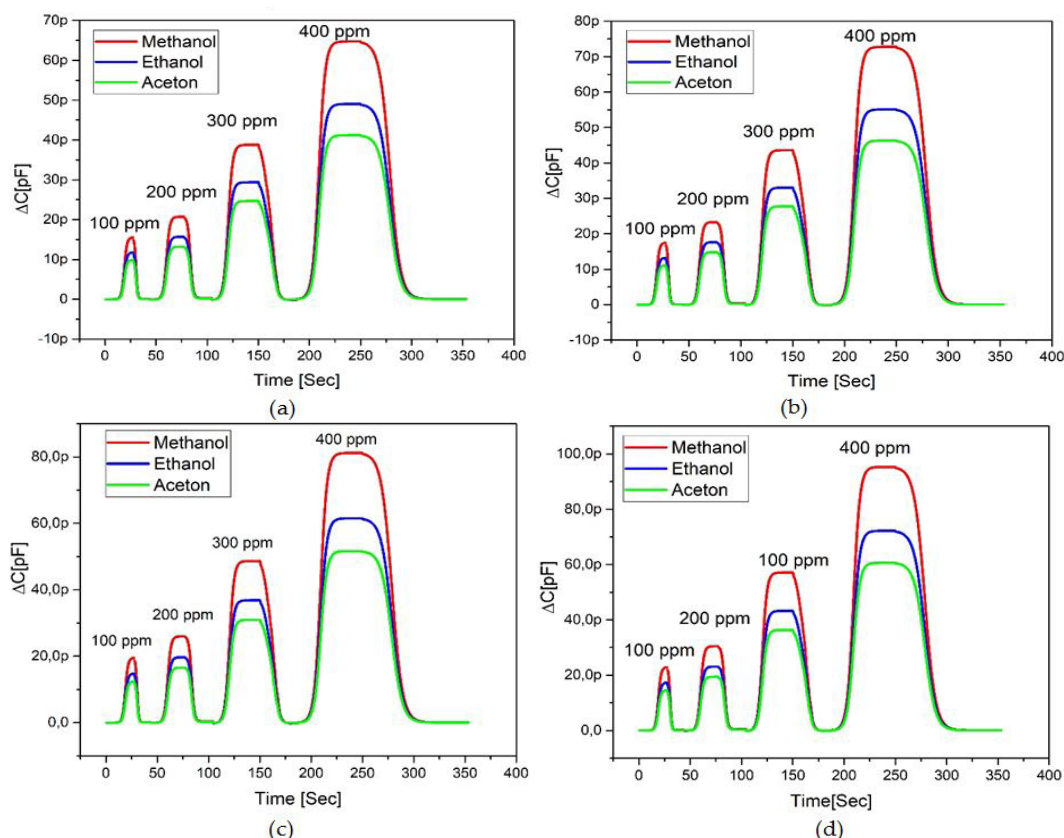 70p
60p
50p
40p
30p
20p
10p
0
-10p
ΔC[pF]
Methanol
Ethanol
Aceton
100 ppm
200 ppm
300 ppm
400 ppm
0 50 100 150 200 250 300 350 400
Time [Sec]
(a)
80p
70p
60p
50p
40p
30p
20p
10p
0
-10p
ΔC[pF]
Methanol
Ethanol
Aceton
100 ppm
200 ppm
300 ppm
400 ppm
0 50 100 150 200 250 300 350 400
Time [Sec]
(b)
80,0p
60,0p
40,0p
20,0p
0,0
ΔC[pF]
Methanol
Ethanol
Aceton
100 ppm
200 ppm
300 ppm
400 ppm
0 50 100 150 200 250 300 350 400
Time [Sec]
(c)
100,0p
80,0p
60,0p
40,0p
20,0p
0,0
ΔC[pF]
Methanol
Ethanol
Aceton
100 ppm
200 ppm
100 ppm
400 ppm
0 50 100 150 200 250 300 350 400
Time[Sec]
(d)